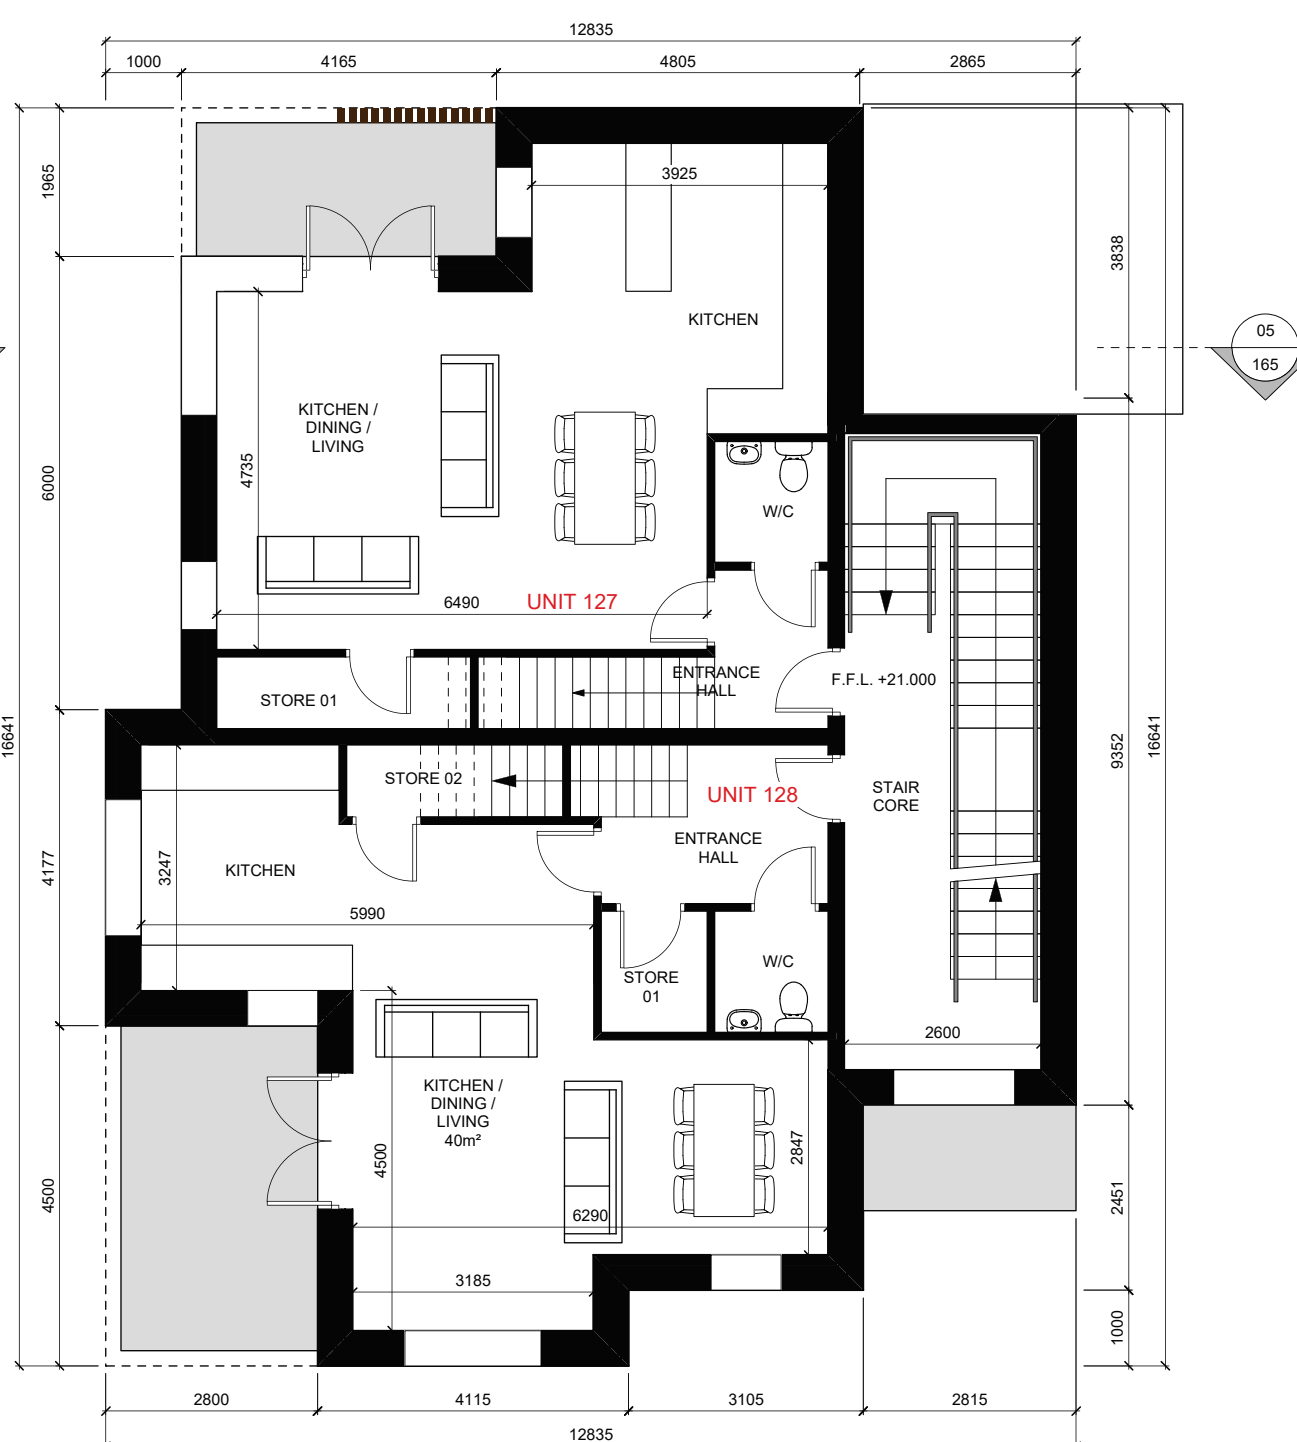 12835
1000
4165
4805
2865
1965
3925
3838
KITCHEN
05
165
KITCHEN /
DINING /
LIVING
4735
6000
W/C
6490
UNIT 127
ENTRANCE
HALL
F.F.L. +21.000
STORE 01
16641
9352
16641
STORE 02
UNIT 128
STAIR
CORE
ENTRANCE
HALL
4177
3247
KITCHEN
5990
W/C
STORE
01
2600
KITCHEN /
DINING /
LIVING
40m²
4500
2847
4500
2451
6290
3185
1000
2800
4115
3105
2815
12835